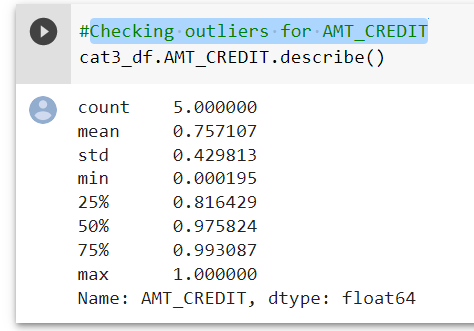 #Checking outliers for AMT_CREDIT
cat3_df.AMT_CREDIT.describe()
count    5.000000
mean     0.757107
std      0.429813
min      0.000195
25%      0.816429
50%      0.975824
75%      0.993087
max      1.000000
Name: AMT_CREDIT, dtype: float64